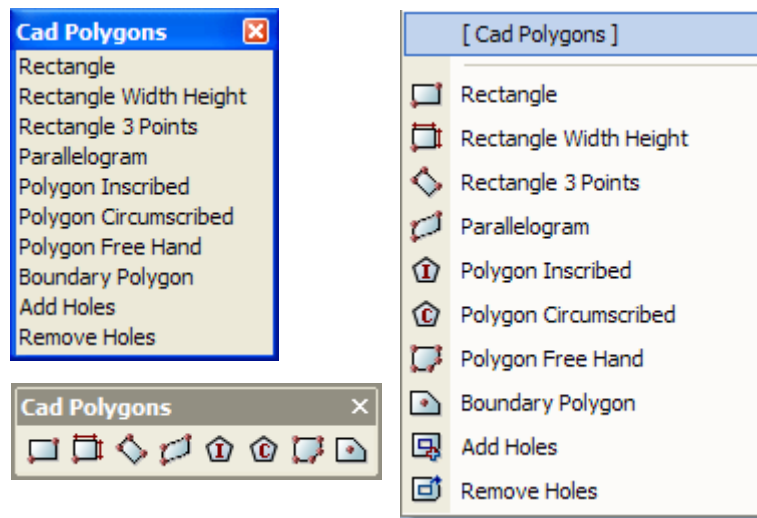 Cad Polygons
Rectangle
Rectangle Width Height
Rectangle 3 Points
Parallelogram
Polygon Inscribed
Polygon Circumscribed
Polygon Free Hand
Boundary Polygon
Add Holes
Remove Holes
Cad Polygons
I C
[ Cad Polygons ]
Rectangle
Rectangle Width Height
Rectangle 3 Points
Parallelogram
I Polygon Inscribed
C Polygon Circumscribed
Polygon Free Hand
Boundary Polygon
Add Holes
Remove Holes